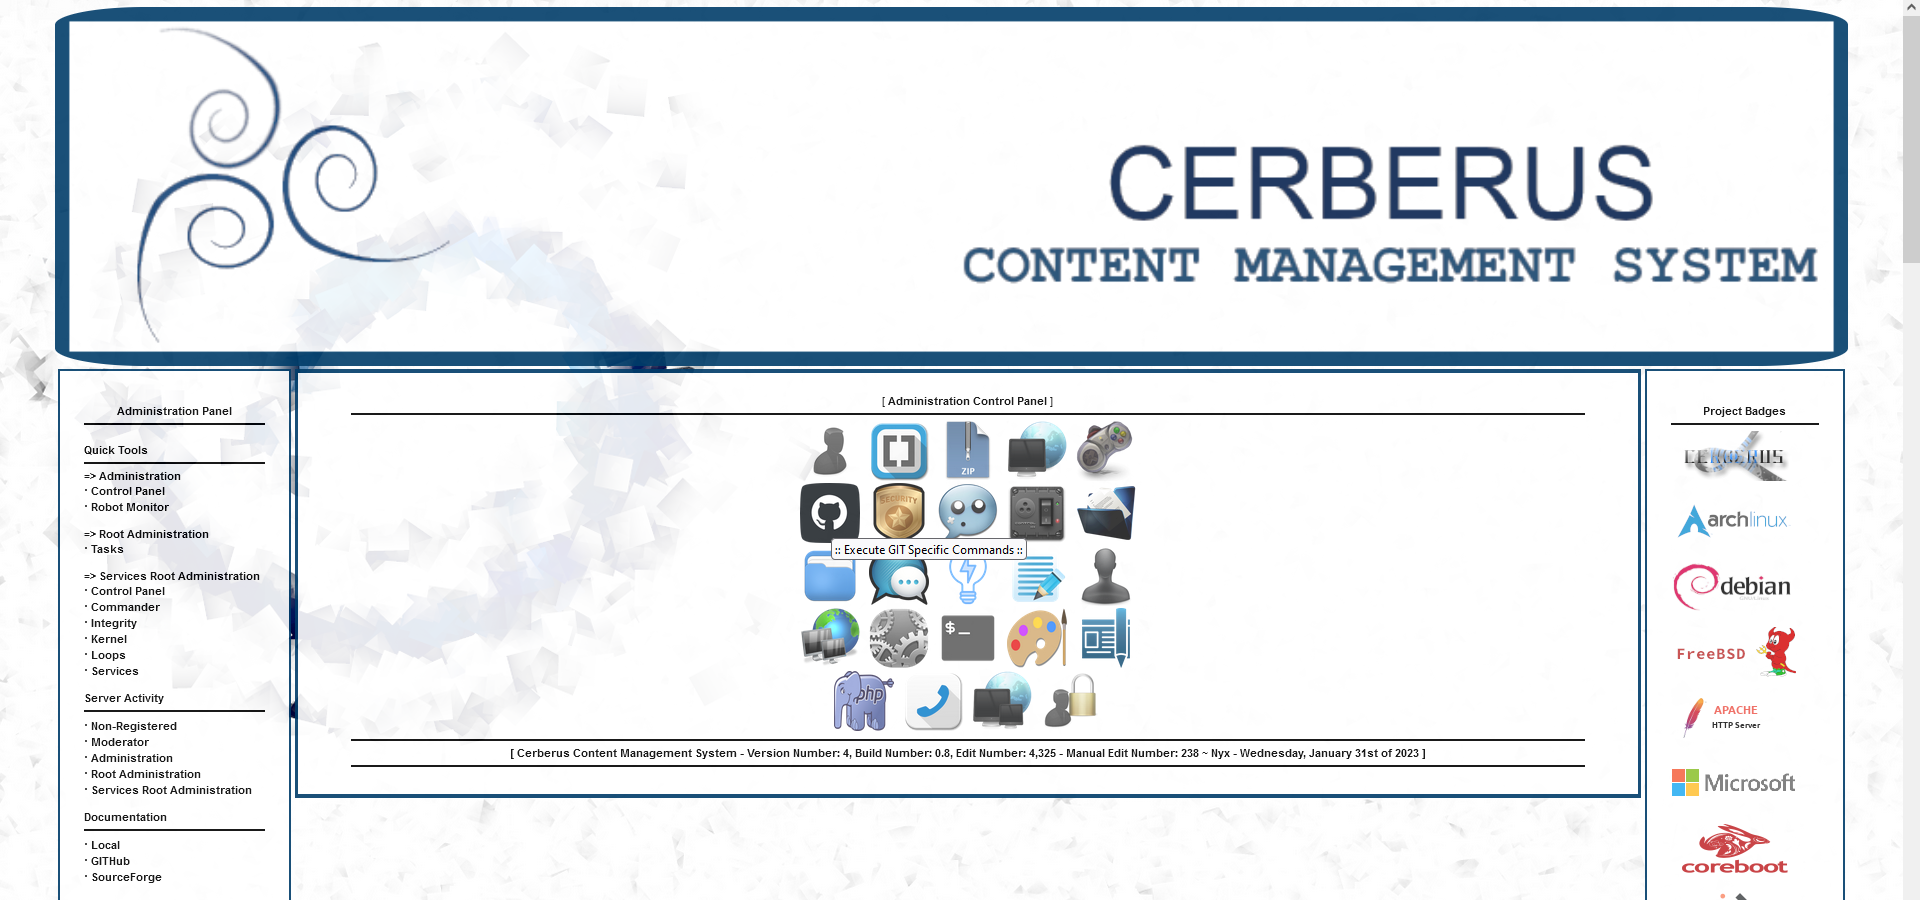 CERBERUS
CONTENT MANAGEMENT SYSTEM
Administration Panel
Quick Tools
=> Administration
· Control Panel
· Robot Monitor
=> Root Administration
· Tasks
=> Services Root Administration
· Control Panel
· Commander
· Integrity
· Kernel
· Loops
· Services
Server Activity
· Non-Registered
· Moderator
· Administration
· Root Administration
· Services Root Administration
Documentation
· Local
· GITHub
· SourceForge
[ Administration Control Panel ]
ZIP
SECURITY
:: Execute GIT Specific Commands ::
$_
php
[ Cerberus Content Management System - Version Number: 4, Build Number: 0.8, Edit Number: 4,325 - Manual Edit Number: 238 ~ Nyx - Wednesday, January 31st of 2023 ]
Project Badges
CERBERUS
archlinux
debian
FreeBSD
APACHE
HTTP Server
Microsoft
coreboot